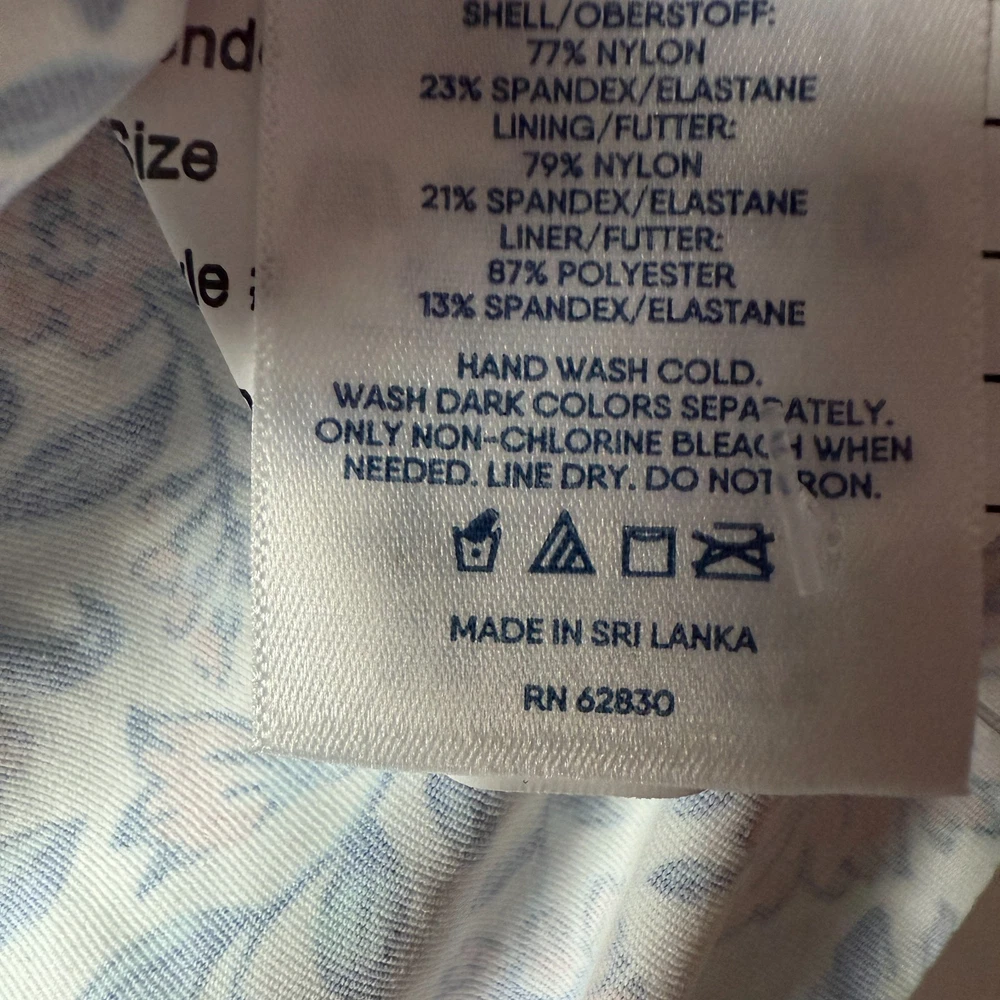 SHELL/OBERSTOFF:
77% NYLON
23% SPANDEX/ELASTANE
LINING/FUTTER:
79% NYLON
21% SPANDEX/ELASTANE
LINER/FUTTER:
87% POLYESTER
13% SPANDEX/ELASTANE
HAND WASH COLD.
WASH DARK COLORS SEPARATELY.
ONLY NON-CHLORINE BLEACH WHEN
NEEDED. LINE DRY. DO NOT IRON.
MADE IN SRI LANKA
RN 62830
Size